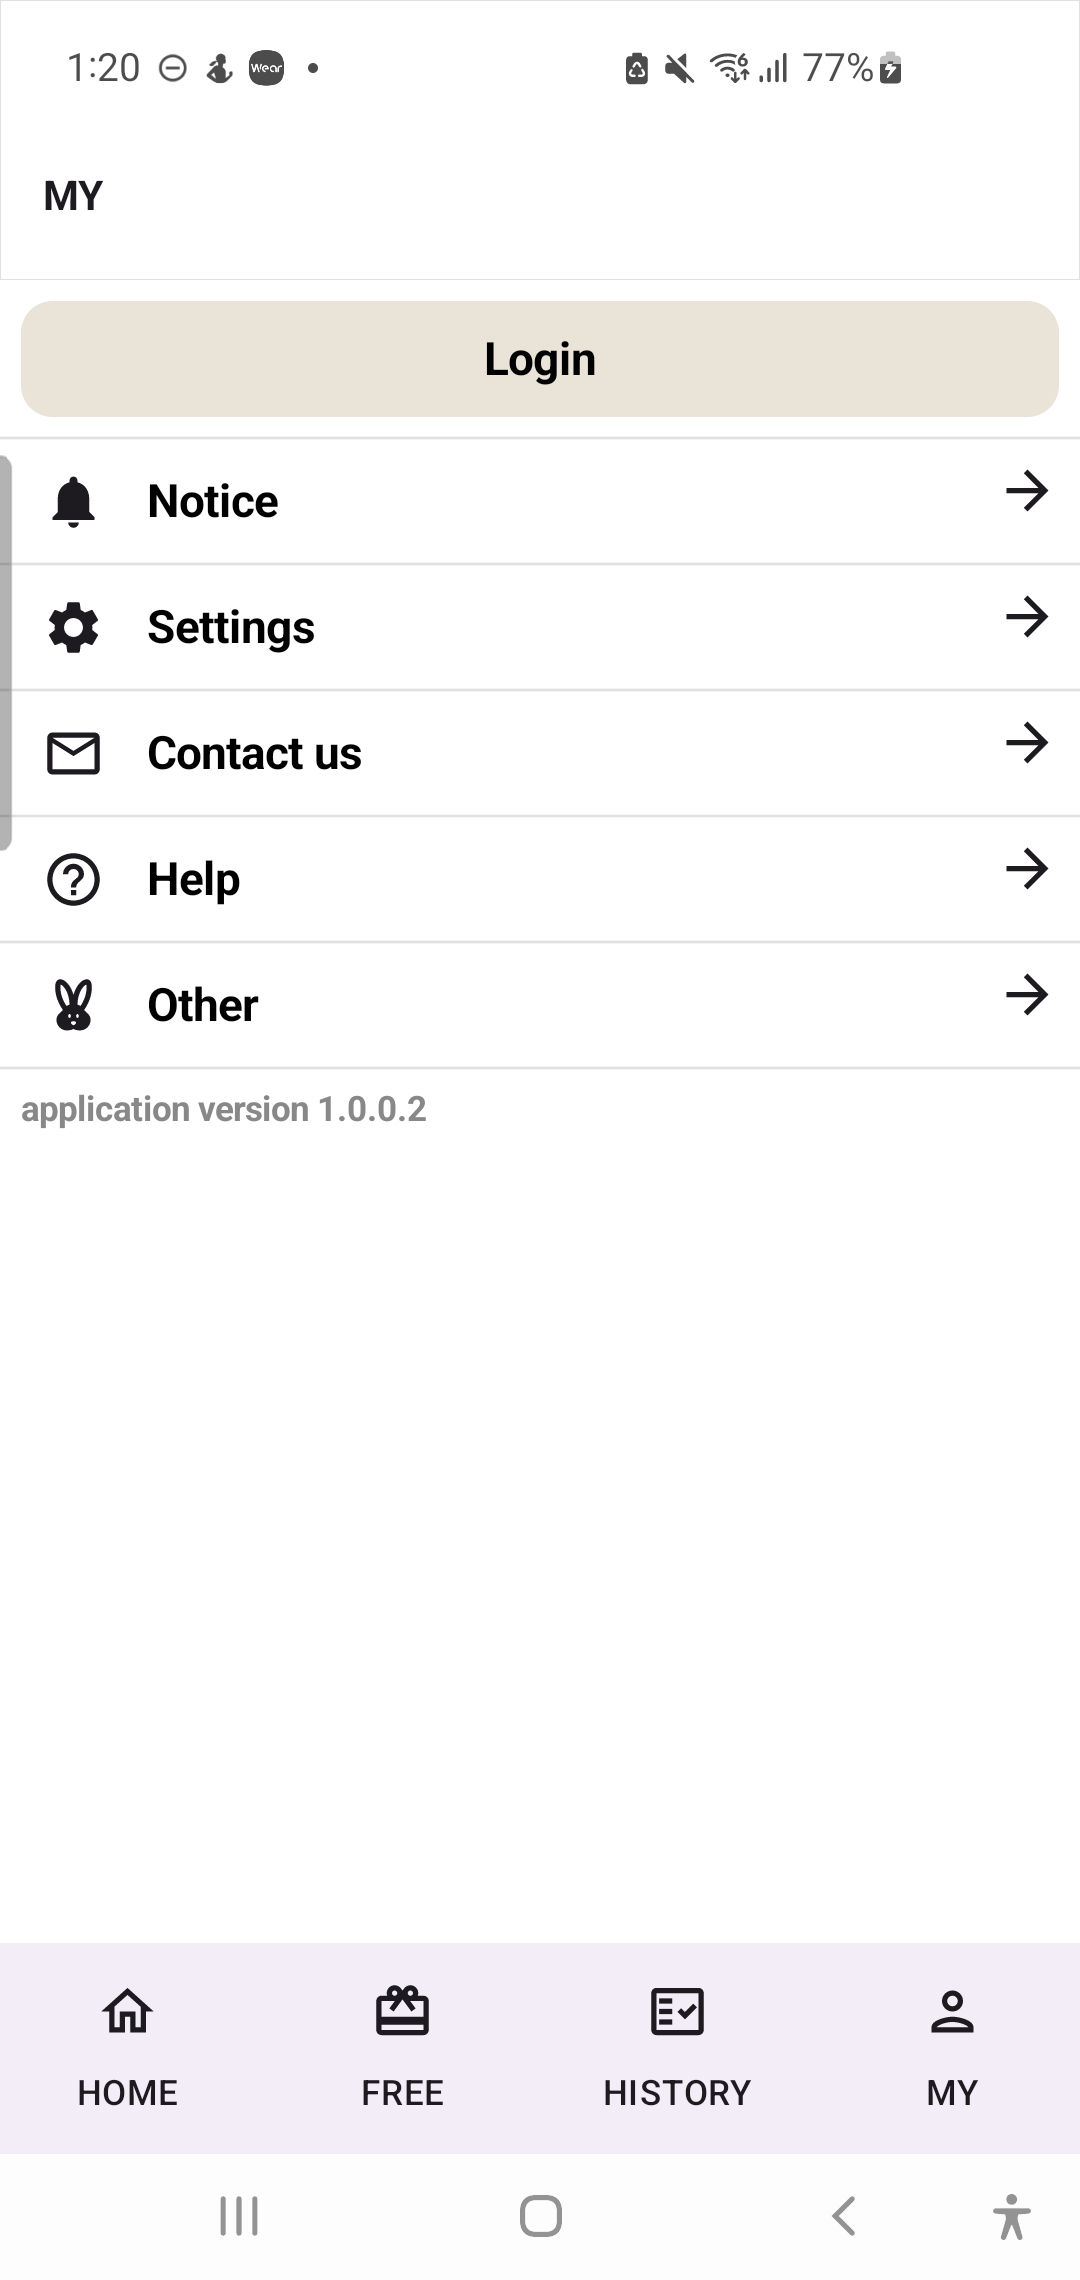 1:20 Wear 6 77%
MY
Login
Notice
Settings
Contact us
Help
Other
application version 1.0.0.2
HOME FREE HISTORY MY